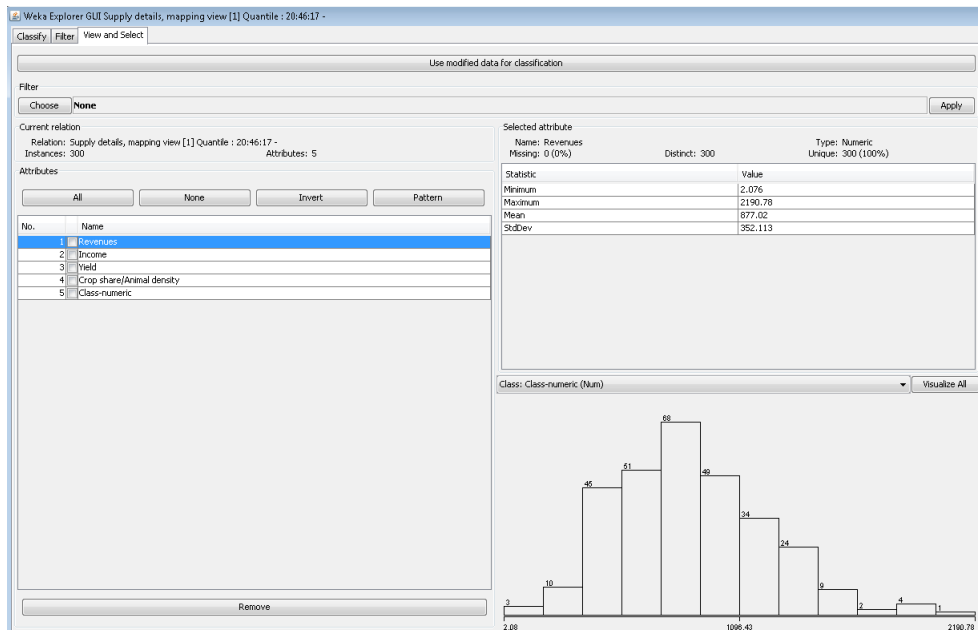 Weka Explorer GUI Supply details, mapping view [1] Quantile : 20:46:17 -
Classify Filter View and Select
Use modified data for classification
Filter
Choose None Apply
Current relation
Relation: Supply details, mapping view [1] Quantile : 20:46:17 -
Instances: 300 Attributes: 5
Attributes
All None Invert Pattern
No. Name
1 Revenues
2 Income
3 Yield
4 Crop share/Animal density
5 Class-numeric
Remove
Selected attribute
Name: Revenues Type: Numeric
Missing: 0 (0%) Distinct: 300 Unique: 300 (100%)
Statistic Value
Minimum 2.076
Maximum 2190.78
Mean 877.02
StdDev 352.113
Class: Class-numeric (Num) Visualize All
3 10 45 51 68 49 34 24 9 2 4 1
2.08 1096.43 2190.78